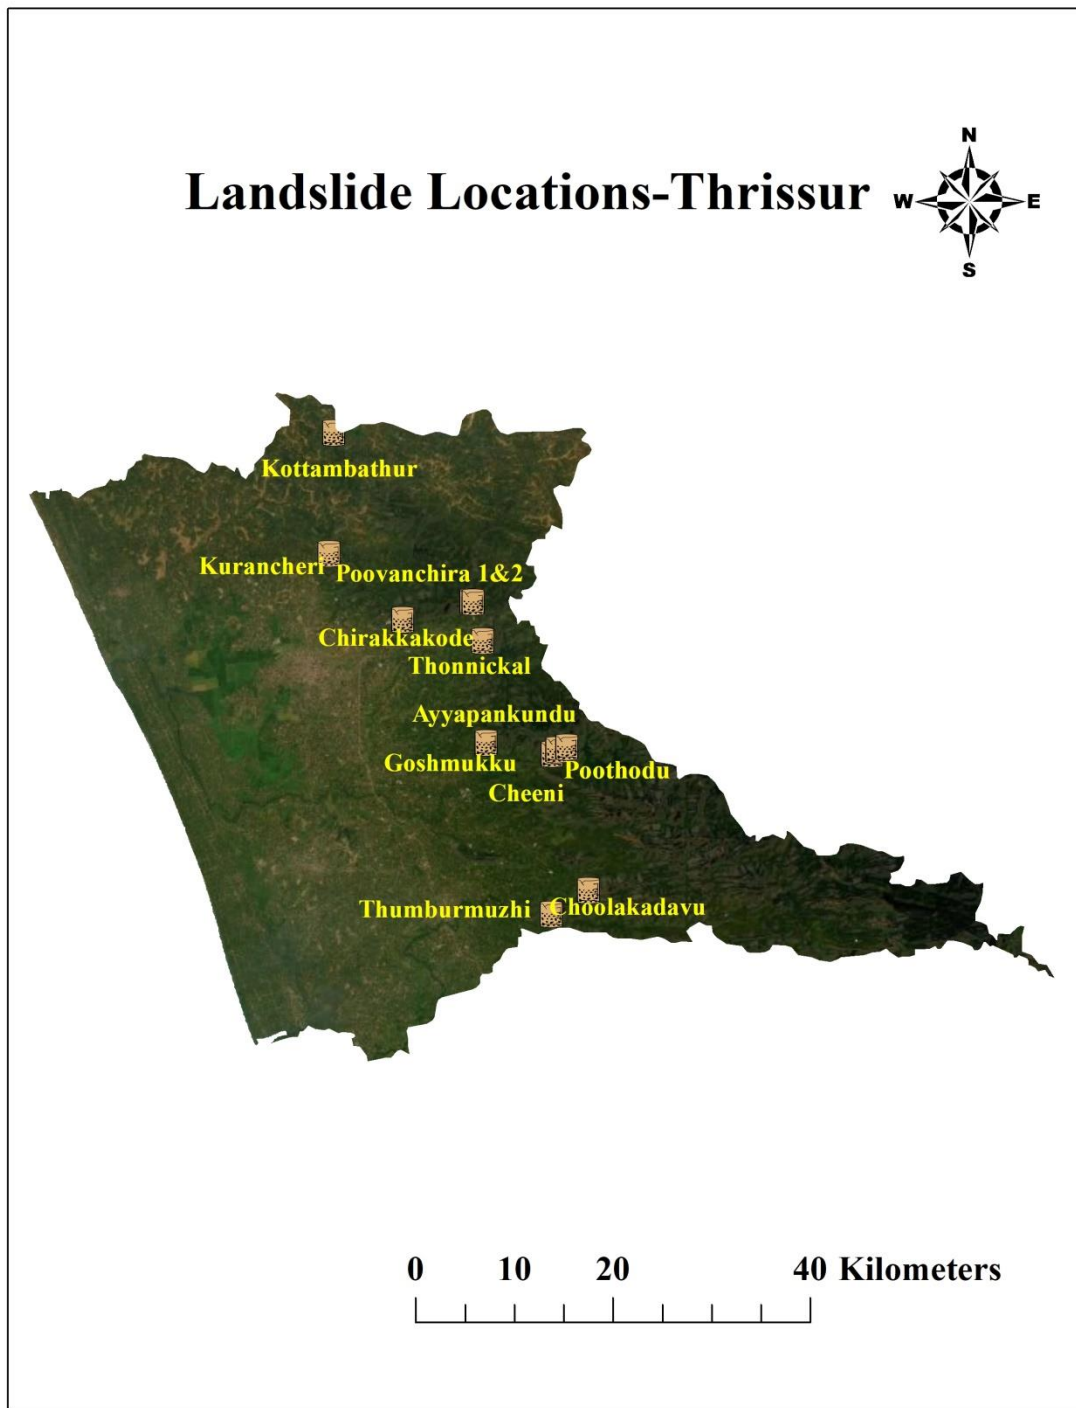 N
Landslide Locations-Thrissur
W
E
S
Kottambathur
Kurancheri
Poovanchira 1&2
Chirakkakode
Thonnickal
Ayyapankundu
Goshmukku
Poothodu
Cheeni
Thumburmuzhi
Choolakadavu
0 10 20 40 Kilometers